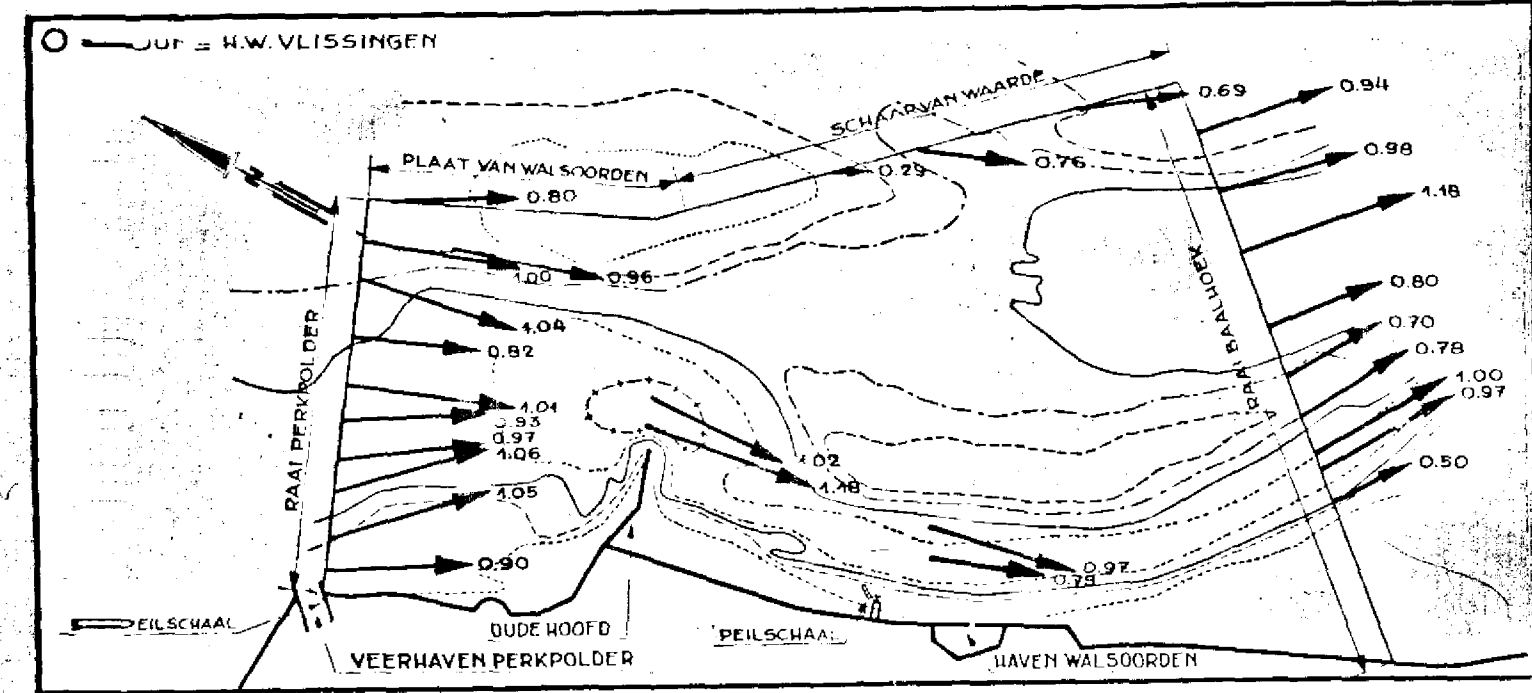 = H.W. VLISSINGEN
SCHAAR VAN WAARDE
0.69
0.94
PLAAT VAN WALSOORDEN
0.76
0.98
0.80
0.29
1.18
N
1.00
0.96
1.04
0.82
RAAI PERKPOLDER
RAAI BAALHOEK
0.80
0.70
0.78
1.00
0.97
1.01
0.93
0.97
1.06
02
1.18
0.50
1.05
0.90
0.97
0.79
EILSCHAAL
OUDE HOOFD
PEILSCHAAL
VEERHAVEN PERKPOLDER
HAVEN WALSOORDEN